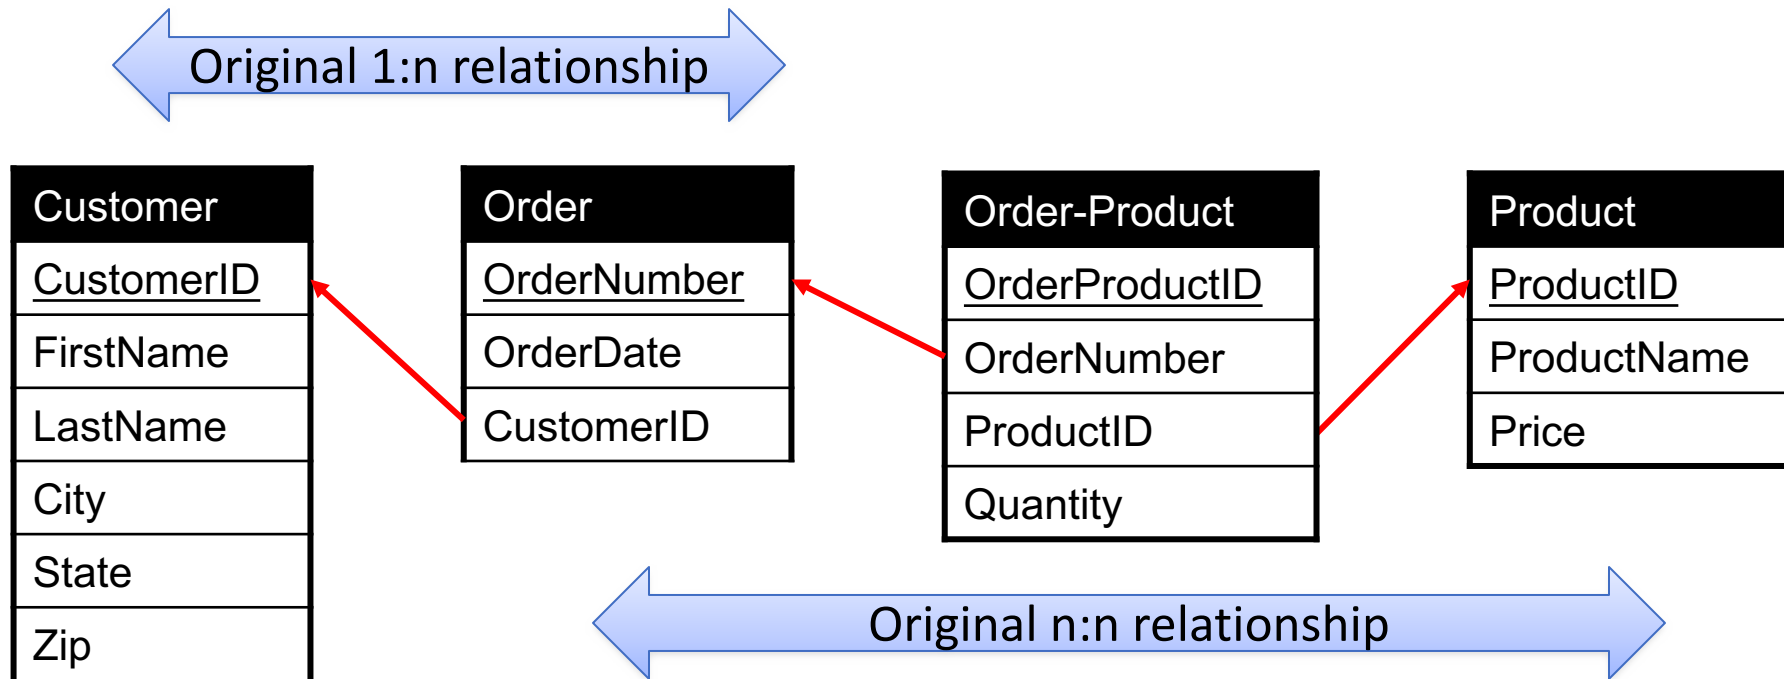 Original 1:n relationship
Customer
CustomerID
FirstName
LastName
City
State
Zip
Order
OrderNumber
OrderDate
CustomerID
Order-Product
OrderProductID
OrderNumber
ProductID
Quantity
Product
ProductID
ProductName
Price
Original n:n relationship